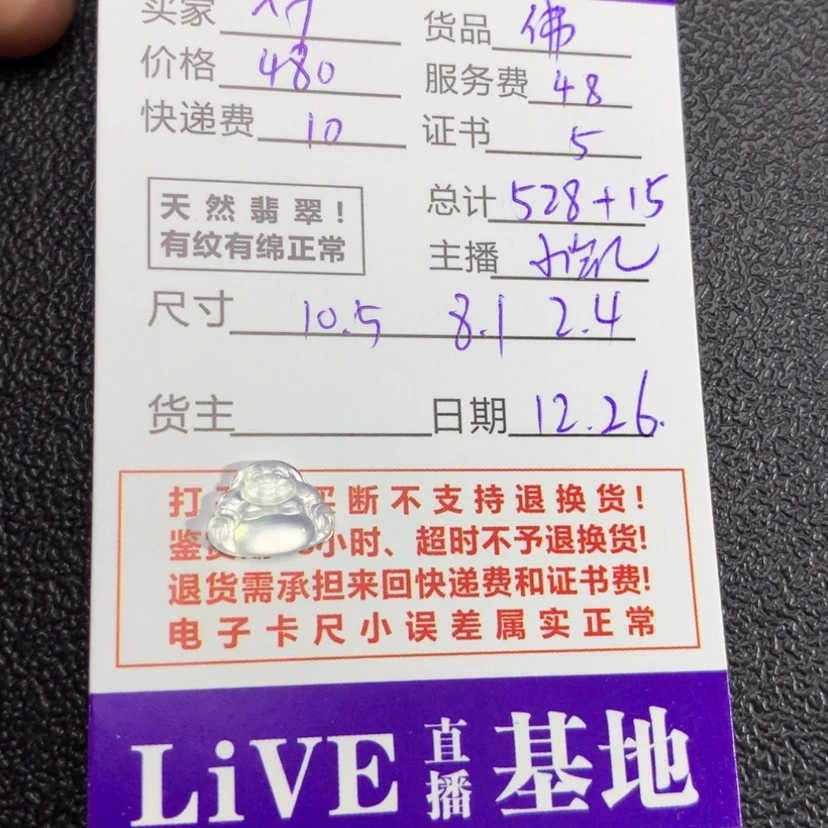 买家 货品 佛
价格 480 服务费 48
快递费 10 证书 5
天然翡翠！ 总计 528+15
有纹有绵正常 主播
尺寸 10.5 8.1 2.4
货主 日期 12.26.
打 断不支持退换货！
小时、超时不予退换货!
退货需承担来回快递费和证书费!
电子卡尺小误差属实正常
LiVE 直播 基地